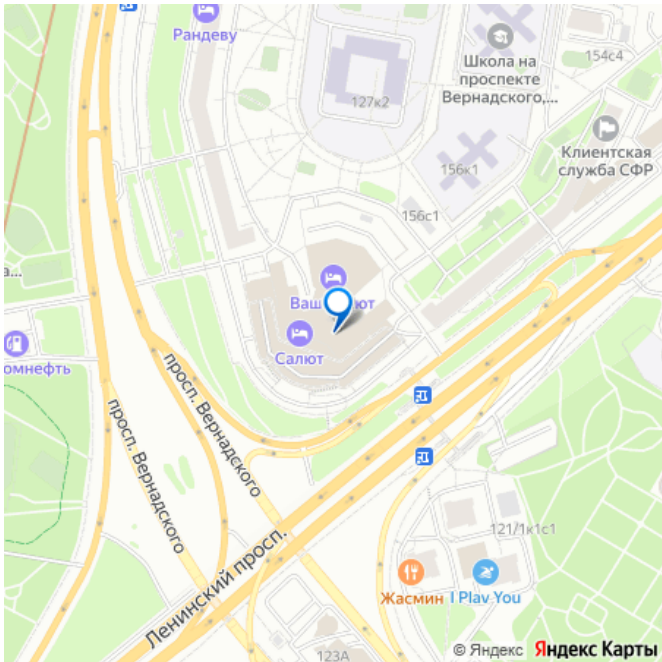 Рандеву
154с4
Школа на
проспекте
Вернадского,...
127к2
Клиентская
служба СФР
156к1
156с1
а...
Ваш
ют
Салют
омнефть
просп. Вернадского
просп. Вернадского
Ленинский просп.
121/1к1с1
Жасмин
I Play You
123А
© Яндекс
Яндекс Карты